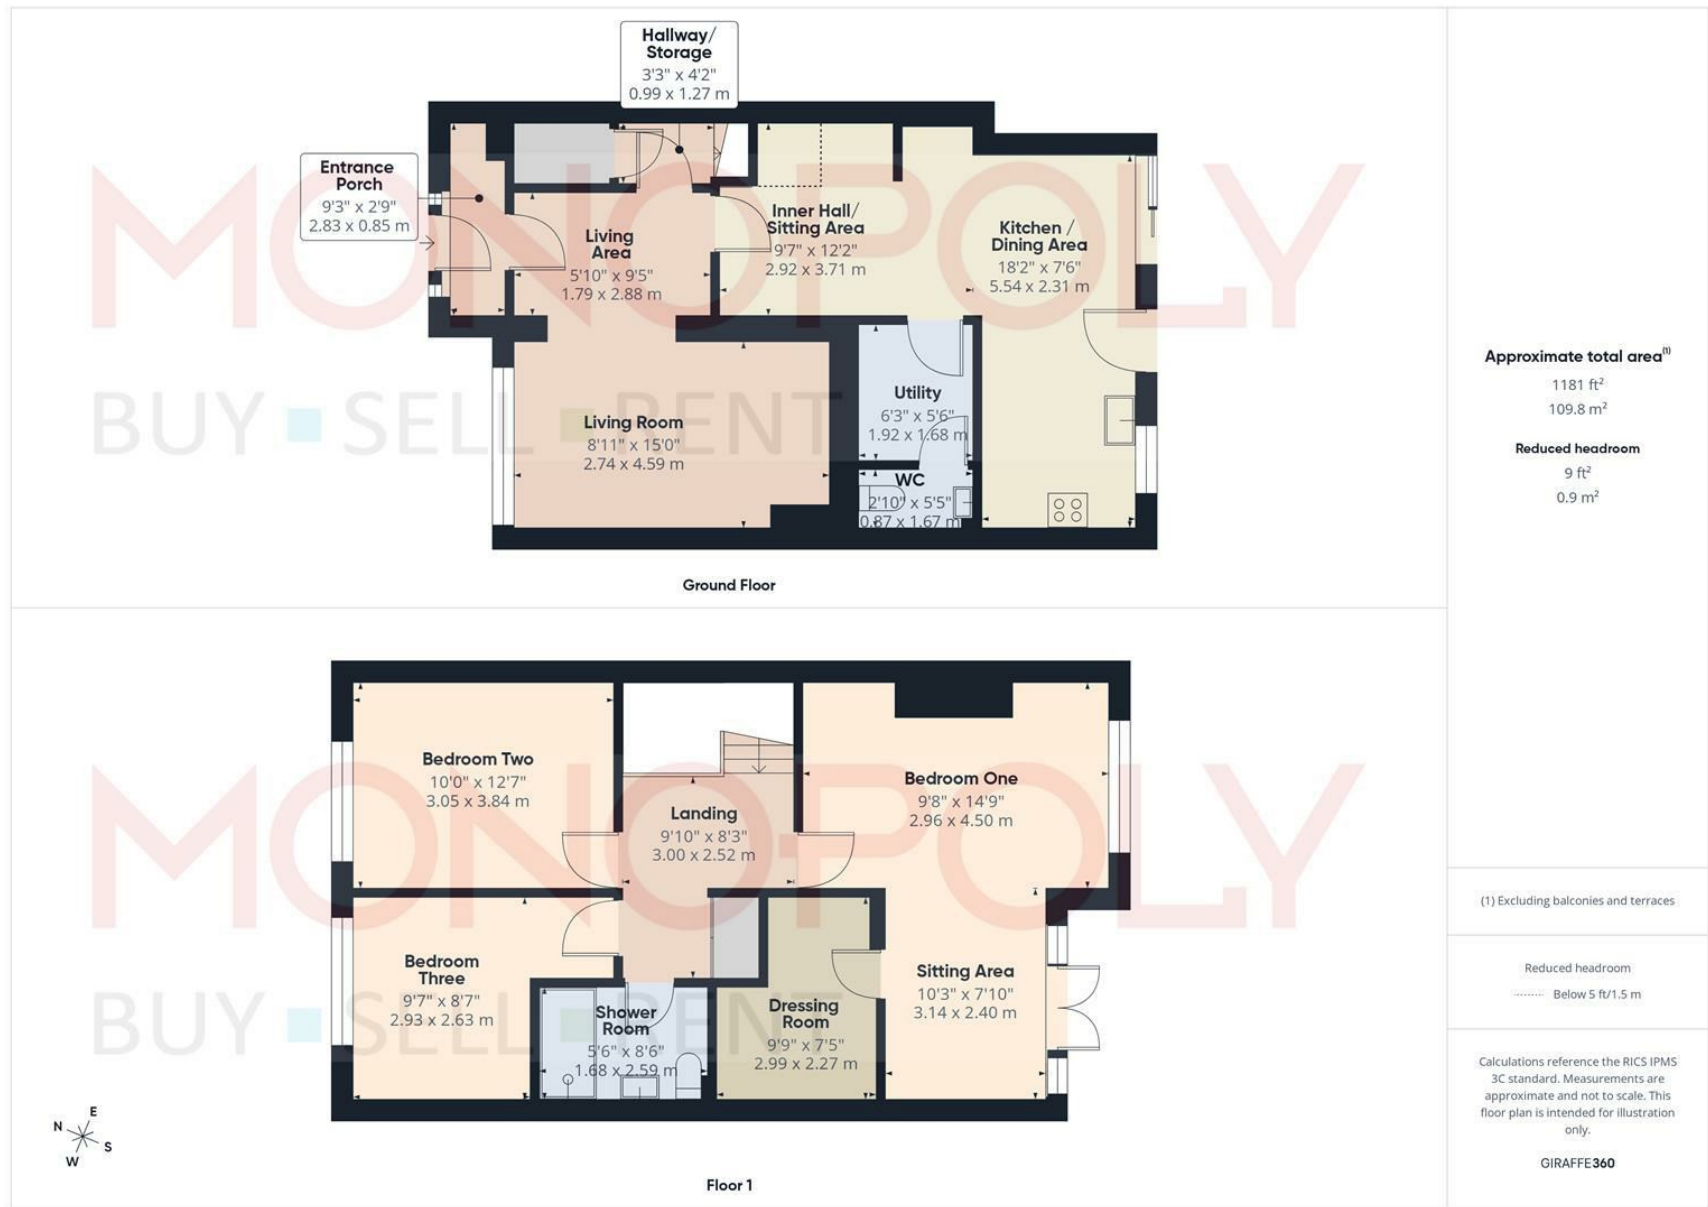 Hallway/
Storage
3'3" x 4'2"
0.99 x 1.27 m
Entrance
Porch
9'3" x 2'9"
2.83 x 0.85 m
Living
Area
5'10" x 9'5"
1.79 x 2.88 m
Inner Hall/
Sitting Area
9'7" x 12'2"
2.92 x 3.71 m
Kitchen /
Dining Area
18'2" x 7'6"
5.54 x 2.31 m
MONOPOLY
BUY SELL RENT
Living Room
8'11" x 15'0"
2.74 x 4.59 m
Utility
6'3" x 5'6"
1.92 x 1.68 m
WC
2'10" x 5'5"
0.87 x 1.67 m
Ground Floor
Bedroom Two
10'0" x 12'7"
3.05 x 3.84 m
Landing
9'10" x 8'3"
3.00 x 2.52 m
Bedroom One
9'8" x 14'9"
2.96 x 4.50 m
MONOPOLY
BUY SELL RENT
Bedroom
Three
9'7" x 8'7"
2.93 x 2.63 m
Shower
Room
5'6" x 8'6"
1.68 x 2.59 m
Dressing
Room
9'9" x 7'5"
2.99 x 2.27 m
Sitting Area
10'3" x 7'10"
3.14 x 2.40 m
N
E
S
W
Floor 1
Approximate total area(1)
1181 ft²
109.8 m²
Reduced headroom
9 ft²
0.9 m²
(1) Excluding balconies and terraces
Reduced headroom
Below 5 ft/1.5 m
Calculations reference the RICS IPMS
3C standard. Measurements are
approximate and not to scale. This
floor plan is intended for illustration
only.
GIRAFFE360